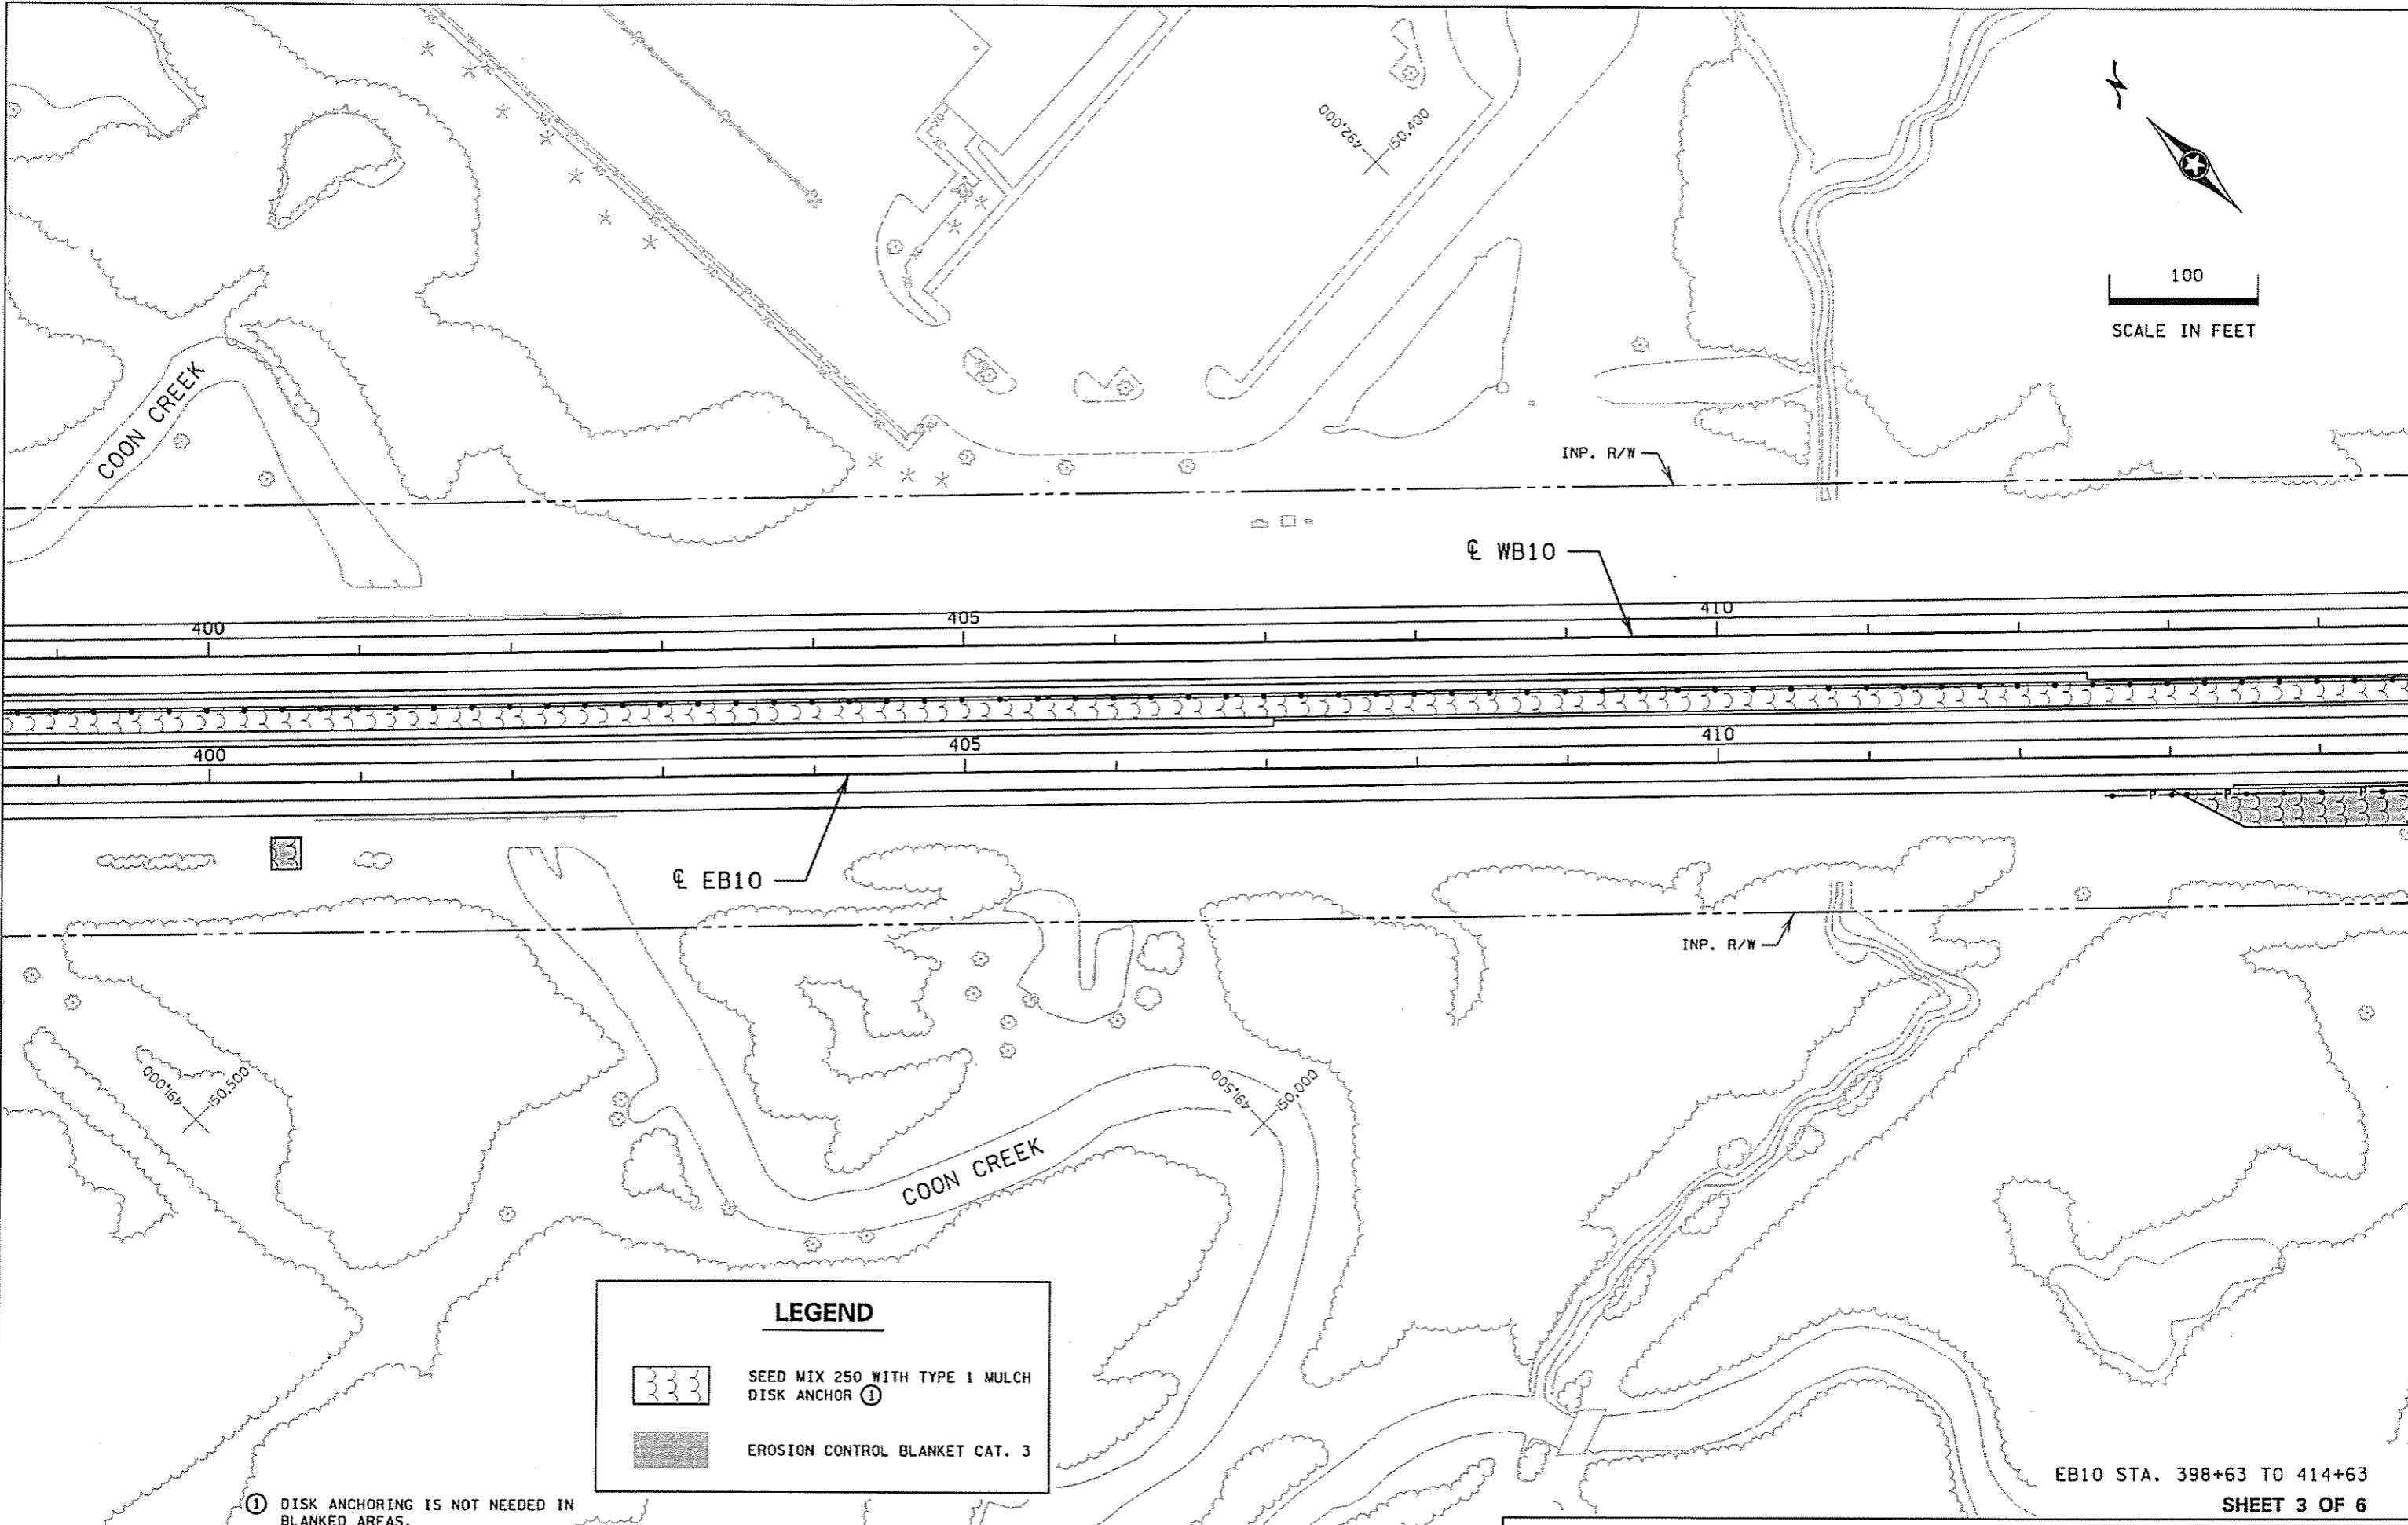 492,000
150,400
100
SCALE IN FEET
COON CREEK
INP. R/W
℄ WB10
400
405
410
400
405
410
P
P
P
℄ EB10
INP. R/W
491,000
150,500
491,500
150,000
COON CREEK
LEGEND
SEED MIX 250 WITH TYPE 1 MULCH
DISK ANCHOR ①
EROSION CONTROL BLANKET CAT. 3
① DISK ANCHORING IS NOT NEEDED IN
BLANKED AREAS.
EB10 STA. 398+63 TO 414+63
SHEET 3 OF 6